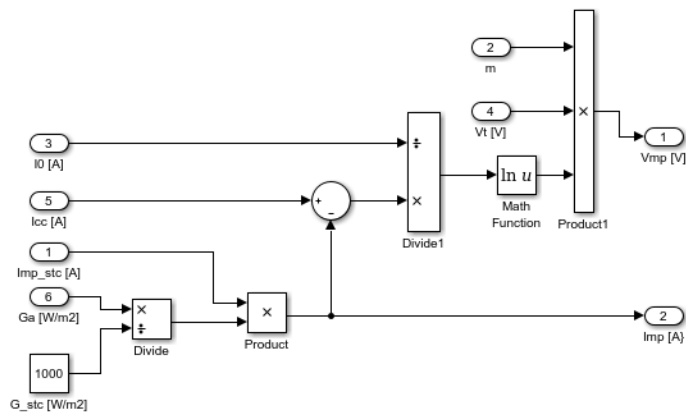 2
m
4
Vt [V]
×
1
Vmp [V]
3
I0 [A]
÷
×
ln u
Math
Function
Product1
5
Icc [A]
+
-
Divide1
1
Imp_stc [A]
6
Ga [W/m2]
×
÷
Divide
×
Product
2
Imp [A}
1000
G_stc [W/m2]